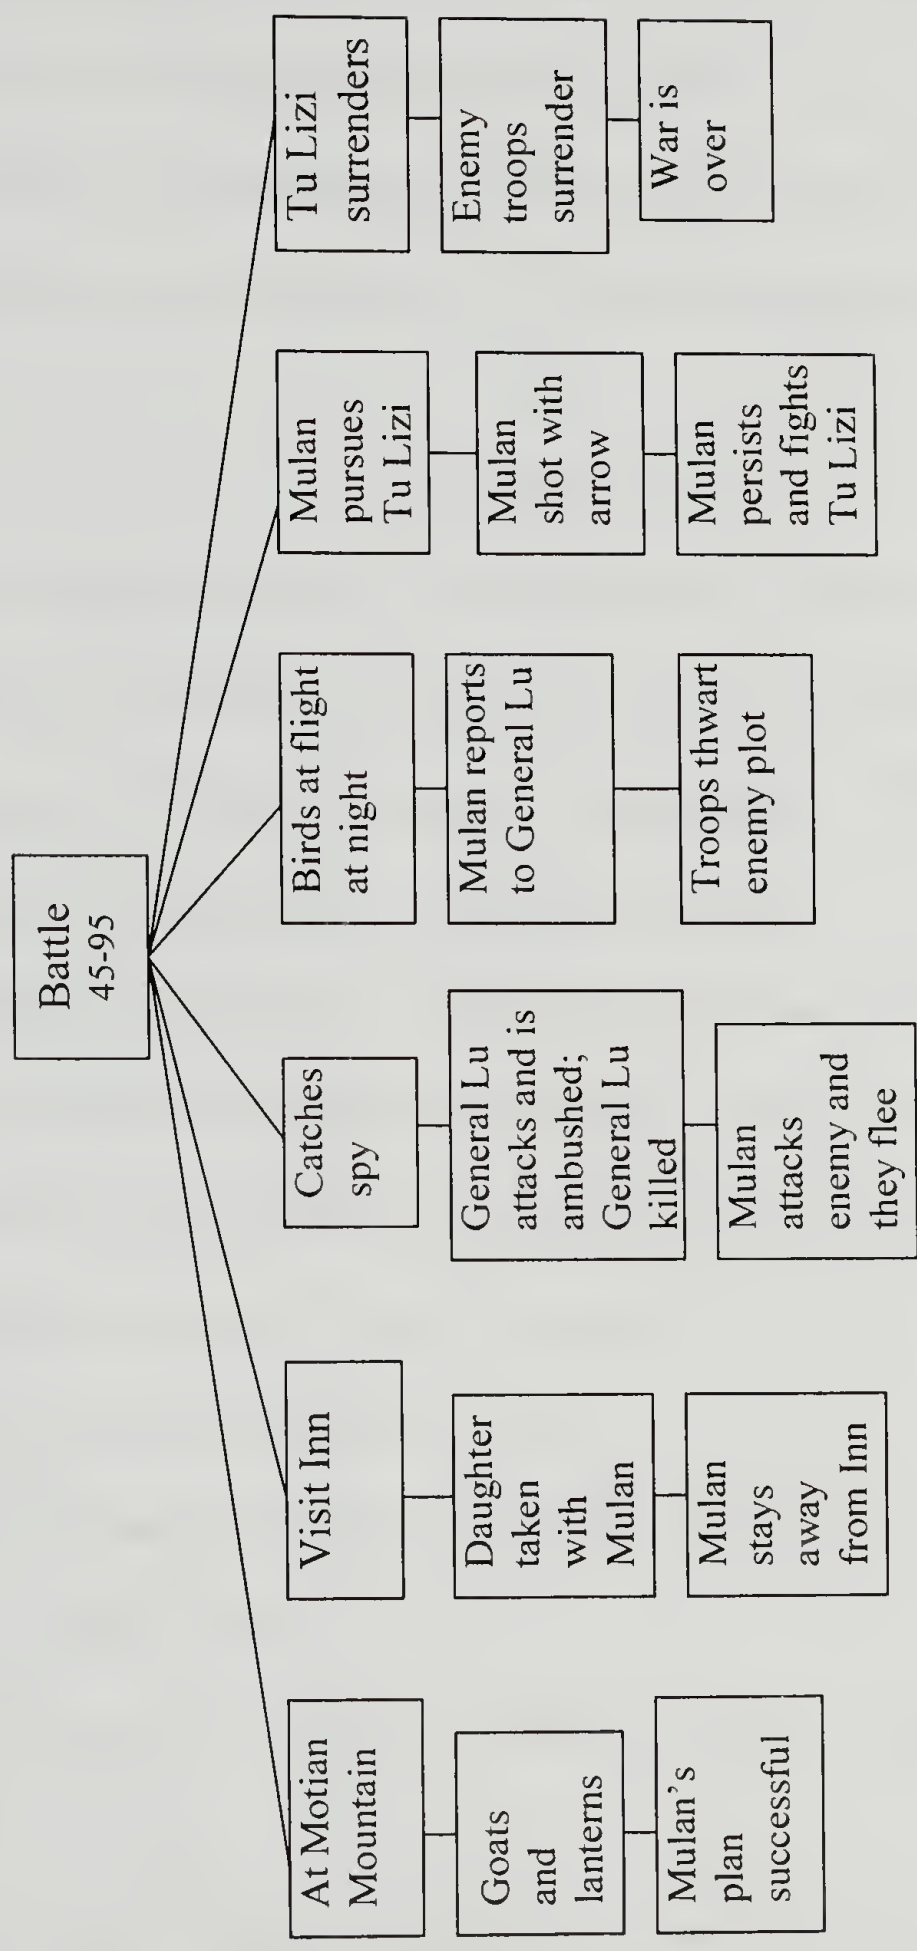 Battle
45-95
At Motian
Mountain
Goats
and
lanterns
Mulan's
plan
successful
Visit Inn
Daughter
taken
with
Mulan
Mulan
stays
away
from Inn
Catches
spy
General Lu
attacks and is
ambushed;
General Lu
killed
Mulan
attacks
enemy and
they flee
Birds at flight
at night
Mulan reports
to General Lu
Troops thwart
enemy plot
Mulan
pursues
Tu Lizi
Mulan
shot with
arrow
Mulan
persists
and fights
Tu Lizi
Tu Lizi
surrenders
Enemy
troops
surrender
War is
over